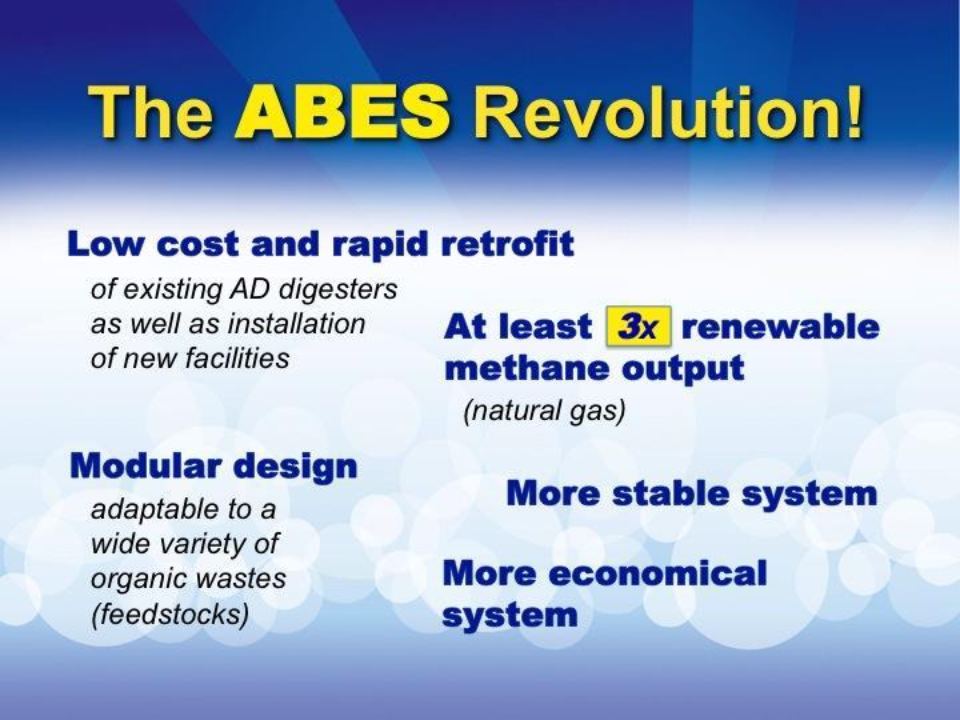 The ABES Revolution!
Low cost and rapid retrofit
of existing AD digesters
as well as installation
of new facilities
At least 3x renewable
methane output
(natural gas)
Modular design
adaptable to a
wide variety of
organic wastes
(feedstocks)
More stable system
More economical
system